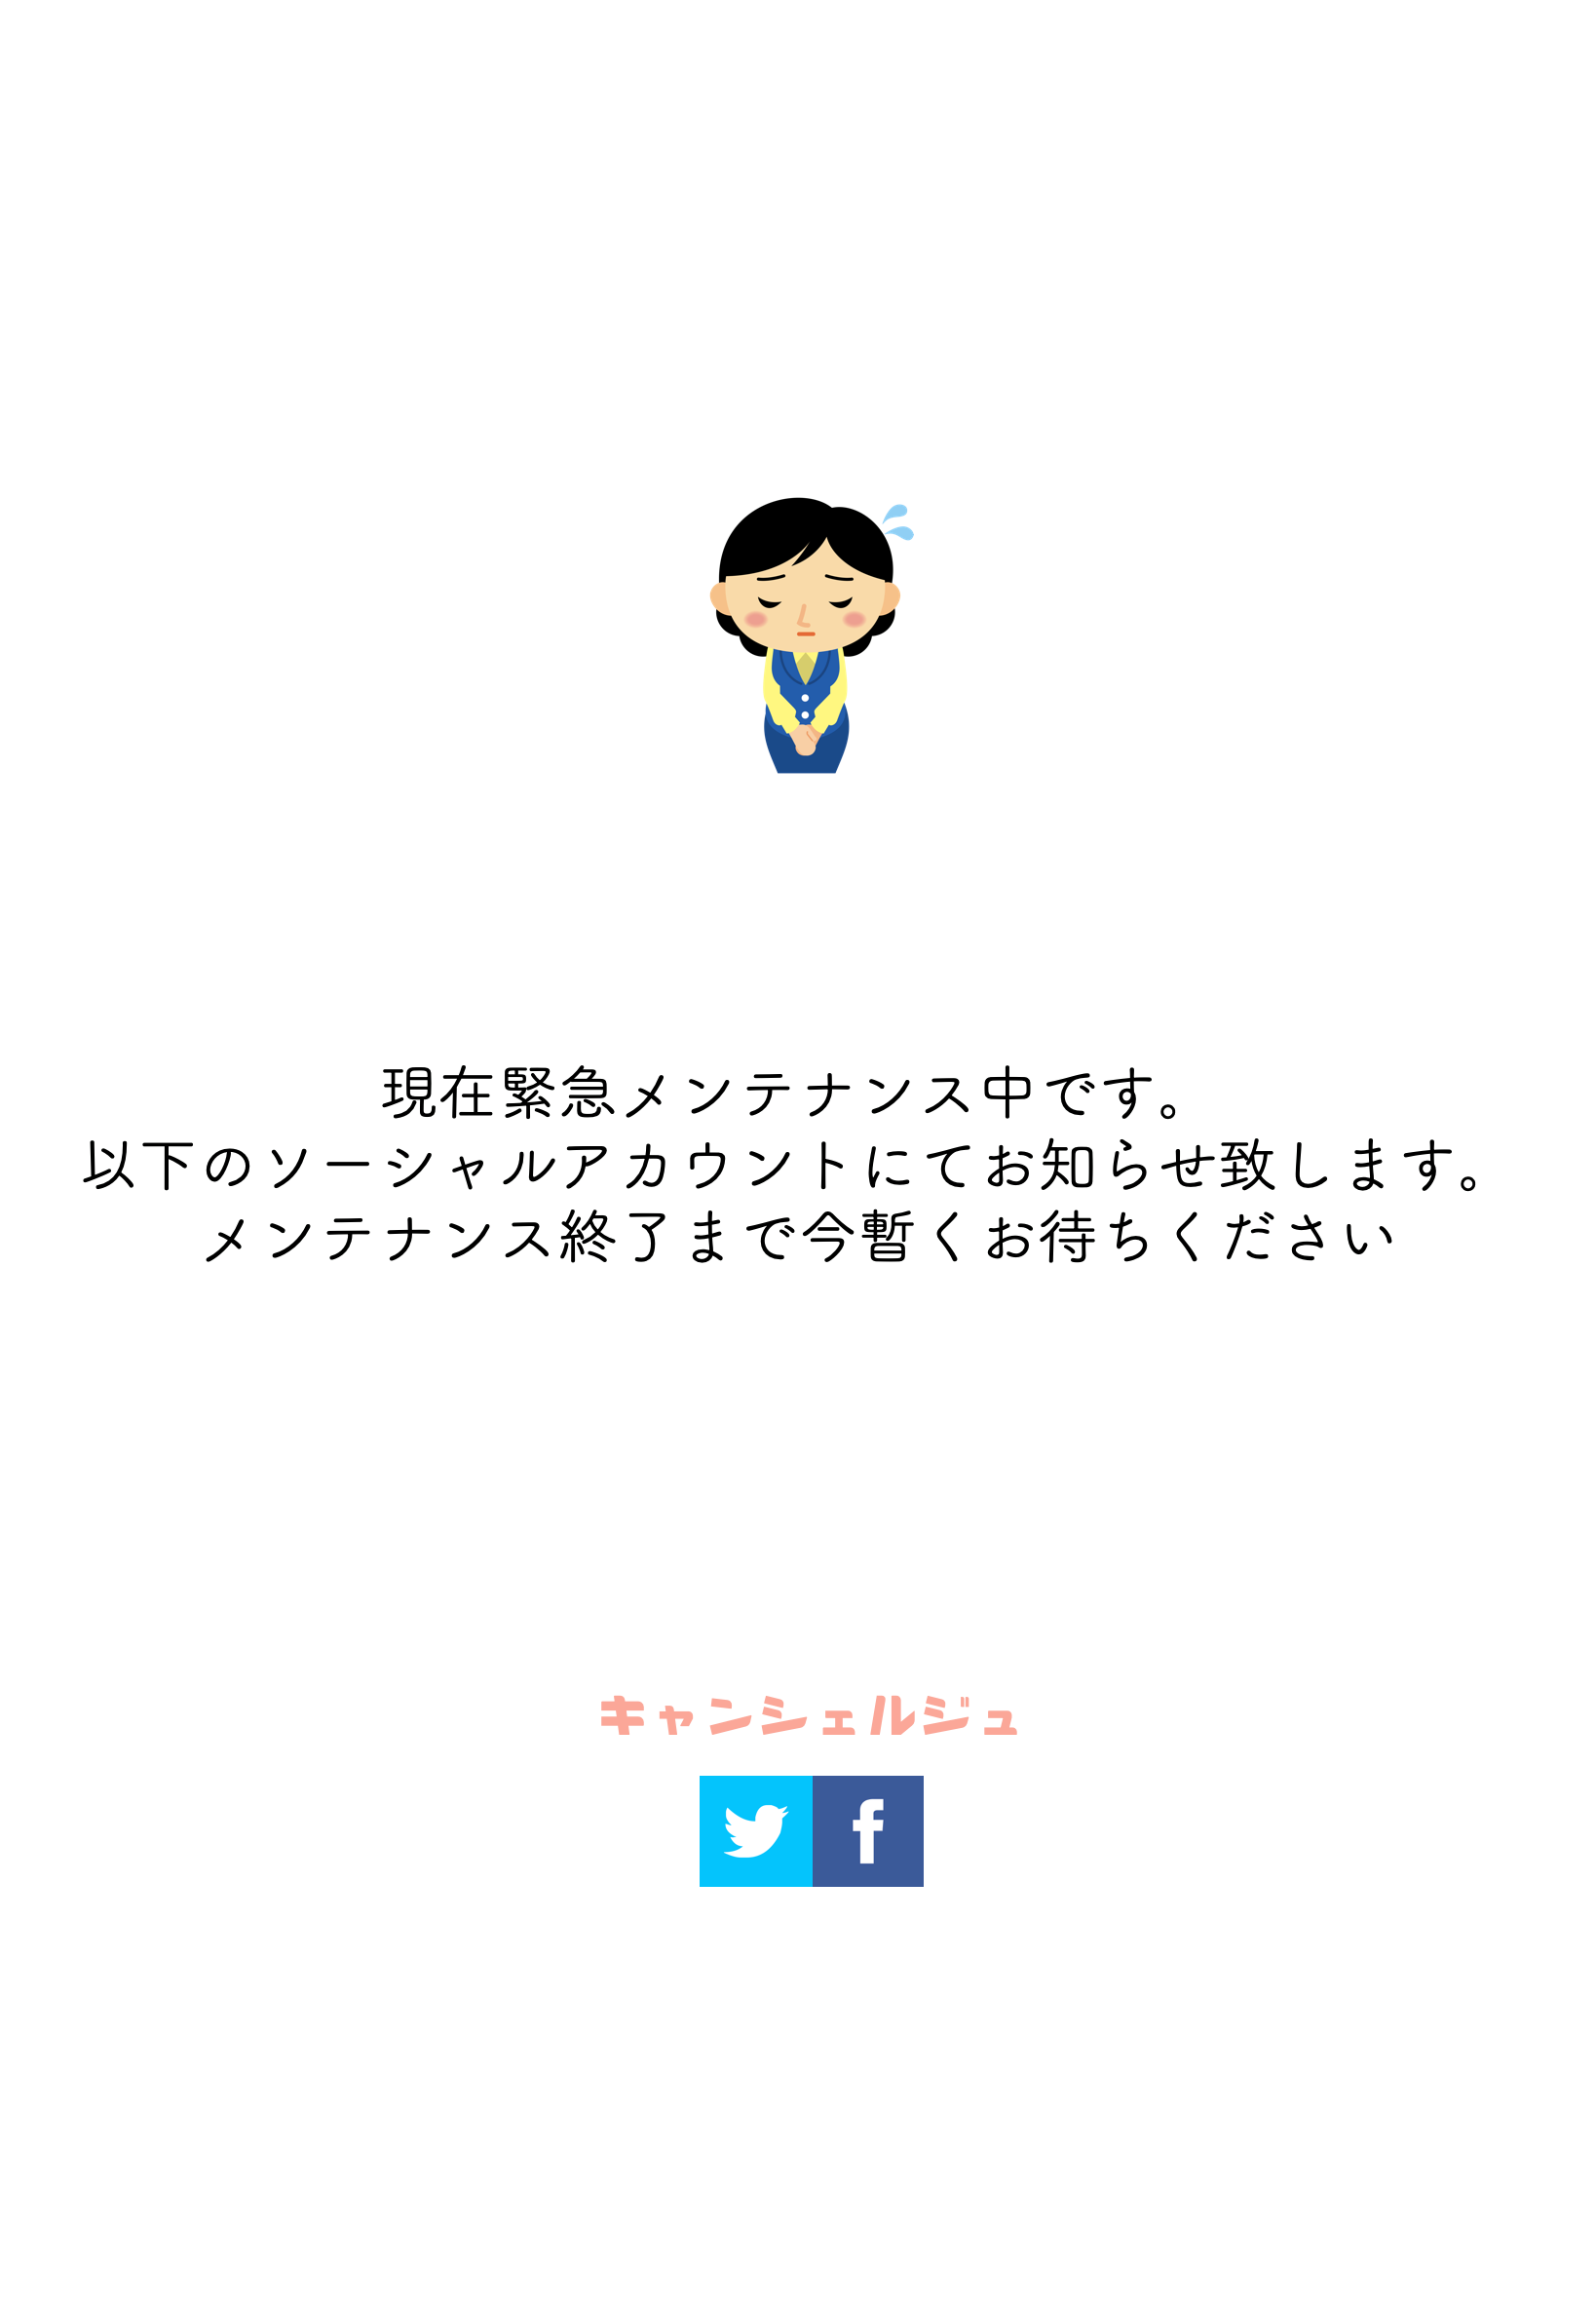 現在緊急メンテナンス中です。
以下のソーシャルアカウントにてお知らせ致します。
メンテナンス終了まで今暫くお待ちください
キャンシェルジュ